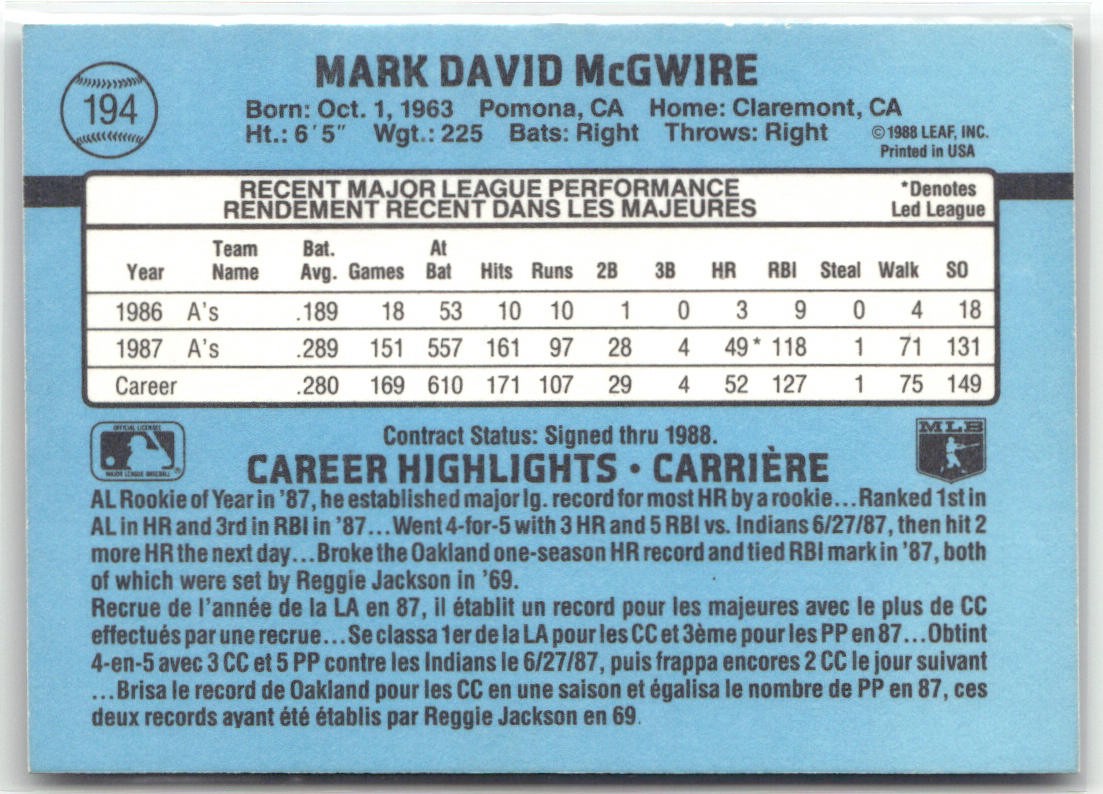 194
MARK DAVID McGWIRE
Born: Oct. 1, 1963 Pomona, CA Home: Claremont, CA
Ht.: 6'5" Wgt.: 225 Bats: Right Throws: Right
©1988 LEAF, INC.
Printed in USA
RECENT MAJOR LEAGUE PERFORMANCE
RENDEMENT RECENT DANS LES MAJEURES
*Denotes
Led League
Year Team Name Bat. Avg. Games At Bat Hits Runs 2B 3B HR RBI Steal Walk SO
1986 A's .189 18 53 10 10 1 0 3 9 0 4 18
1987 A's .289 151 557 161 97 28 4 49* 118 1 71 131
Career .280 169 610 171 107 29 4 52 127 1 75 149
OFFICIAL LICENSEE
MAJOR LEAGUE BASEBALL
MLB
Contract Status: Signed thru 1988.
CAREER HIGHLIGHTS • CARRIÈRE
AL Rookie of Year in '87, he established major lg. record for most HR by a rookie...Ranked 1st in
AL in HR and 3rd in RBI in '87...Went 4-for-5 with 3 HR and 5 RBI vs. Indians 6/27/87, then hit 2
more HR the next day...Broke the Oakland one-season HR record and tied RBI mark in '87, both
of which were set by Reggie Jackson in '69.
Recrue de l'année de la LA en 87, il établit un record pour les majeures avec le plus de CC
effectués par une recrue...Se classa 1er de la LA pour les CC et 3ème pour les PP en 87...Obtint
4-en-5 avec 3 CC et 5 PP contre les Indians le 6/27/87, puis frappa encores 2 CC le jour suivant
...Brisa le record de Oakland pour les CC en une saison et égalisa le nombre de PP en 87, ces
deux records ayant été établis par Reggie Jackson en 69.